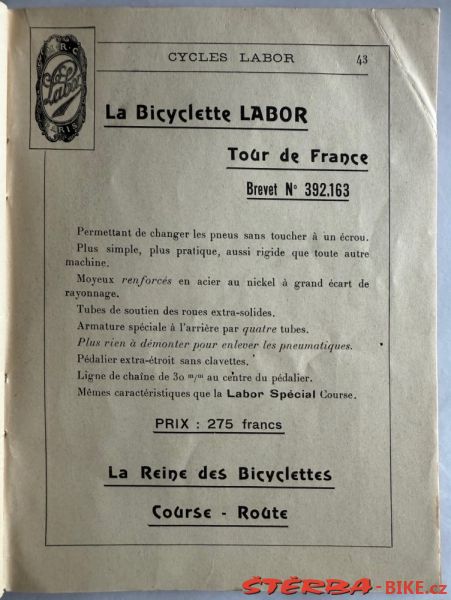 CYCLES LABOR 43
M.R.C
Labor
PARIS
La Bicyclette LABOR
Tour de France
Brevet N° 392.163
Permettant de changer les pneus sans toucher à un écrou.
Plus simple, plus pratique, aussi rigide que toute autre
machine.
Moyeux renforcés en acier au nickel à grand écart de
rayonnage.
Tubes de soutien des roues extra-solides.
Armature spéciale à l'arrière par quatre tubes.
Plus rien à démonter pour enlever les pneumatiques.
Pédalier extra-étroit sans clavettes.
Ligne de chaîne de 30 m/m au centre du pédalier.
Mêmes caractéristiques que la Labor Spécial Course.
PRIX : 275 francs
La Reine des Bicyclettes
Course - Route
ŠTĚRBA-BIKE.cz